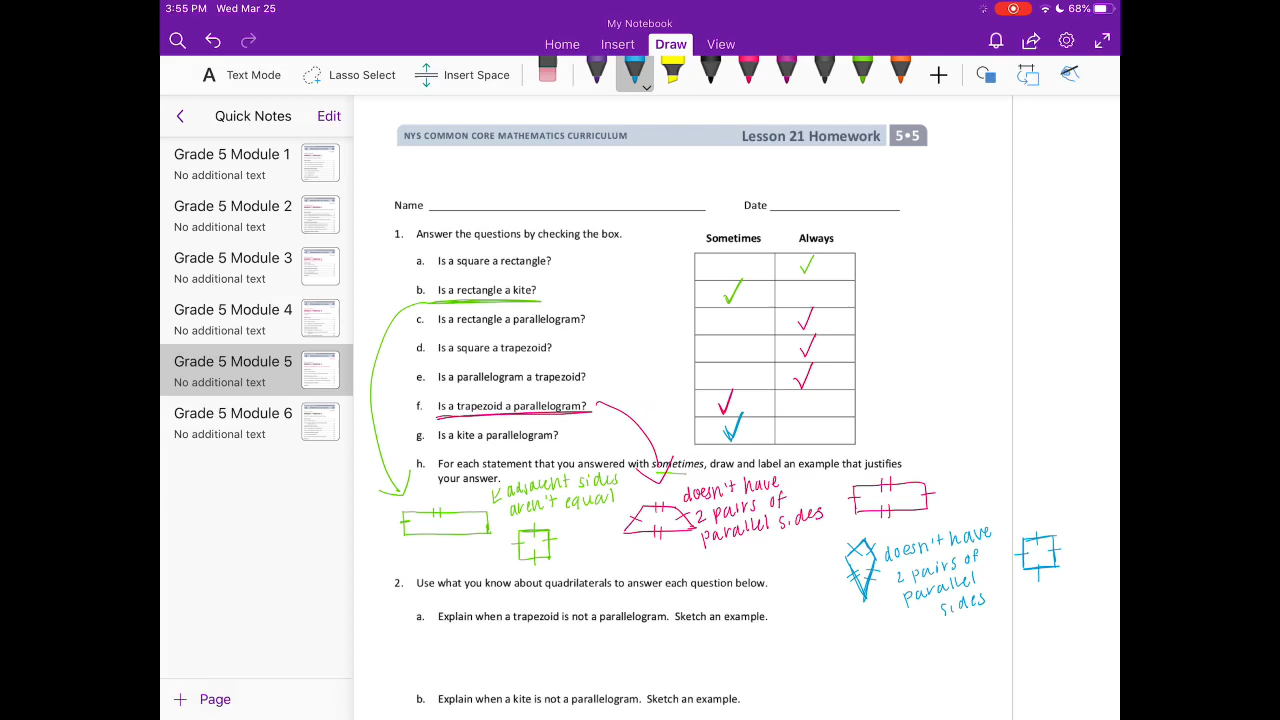 3:55 PM Wed Mar 25
68%
My Notebook
Home Insert Draw View
A Text Mode Lasso Select Insert Space
Quick Notes Edit
Grade 5 Module 1
No additional text
Grade 5 Module 2
No additional text
Grade 5 Module 3
No additional text
Grade 5 Module 4
No additional text
Grade 5 Module 5
No additional text
Grade 5 Module 6
No additional text
Page
NYS COMMON CORE MATHEMATICS CURRICULUM Lesson 21 Homework 5•5
Name Date
1. Answer the questions by checking the box.
Sometimes Always
a. Is a square a rectangle?
b. Is a rectangle a kite?
c. Is a rectangle a parallelogram?
d. Is a square a trapezoid?
e. Is a parallelogram a trapezoid?
f. Is a trapezoid a parallelogram?
g. Is a kite a parallelogram?
h. For each statement that you answered with sometimes, draw and label an example that justifies
your answer.
adjacent sides
aren't equal
doesn't have
2 pairs of
parallel sides
doesn't have
2 pairs of
parallel
sides
2. Use what you know about quadrilaterals to answer each question below.
a. Explain when a trapezoid is not a parallelogram. Sketch an example.
b. Explain when a kite is not a parallelogram. Sketch an example.